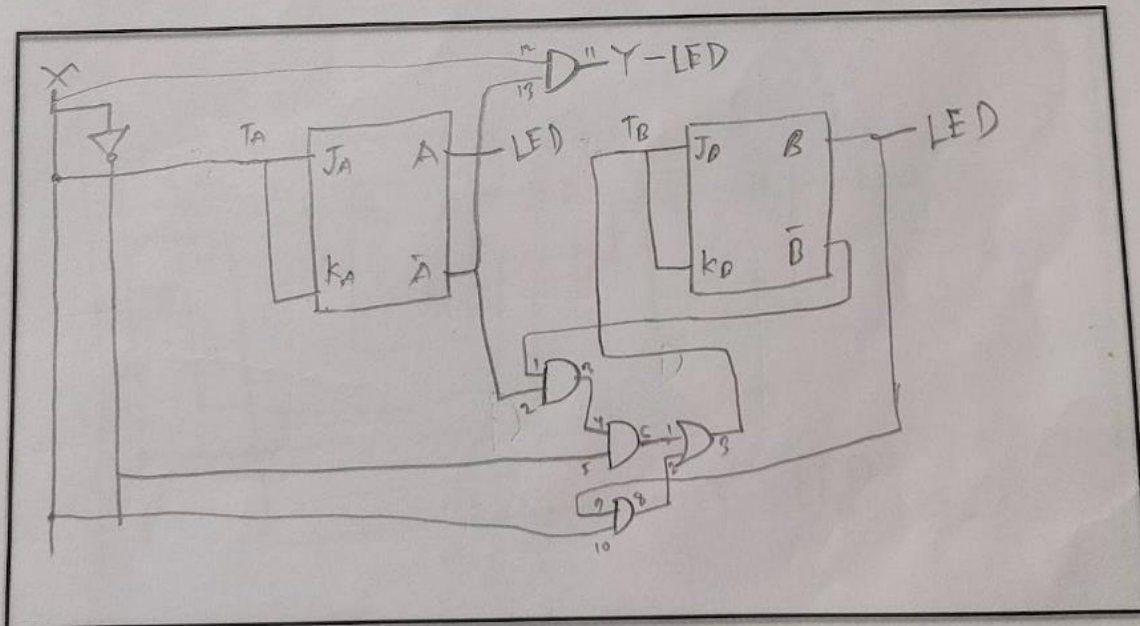 X
12 11 Y-LED
13
TA JA A LED
KA Ā
TB JB B LED
KB B̄
1 3
2
4 6 1 3
5 2
9 8
10